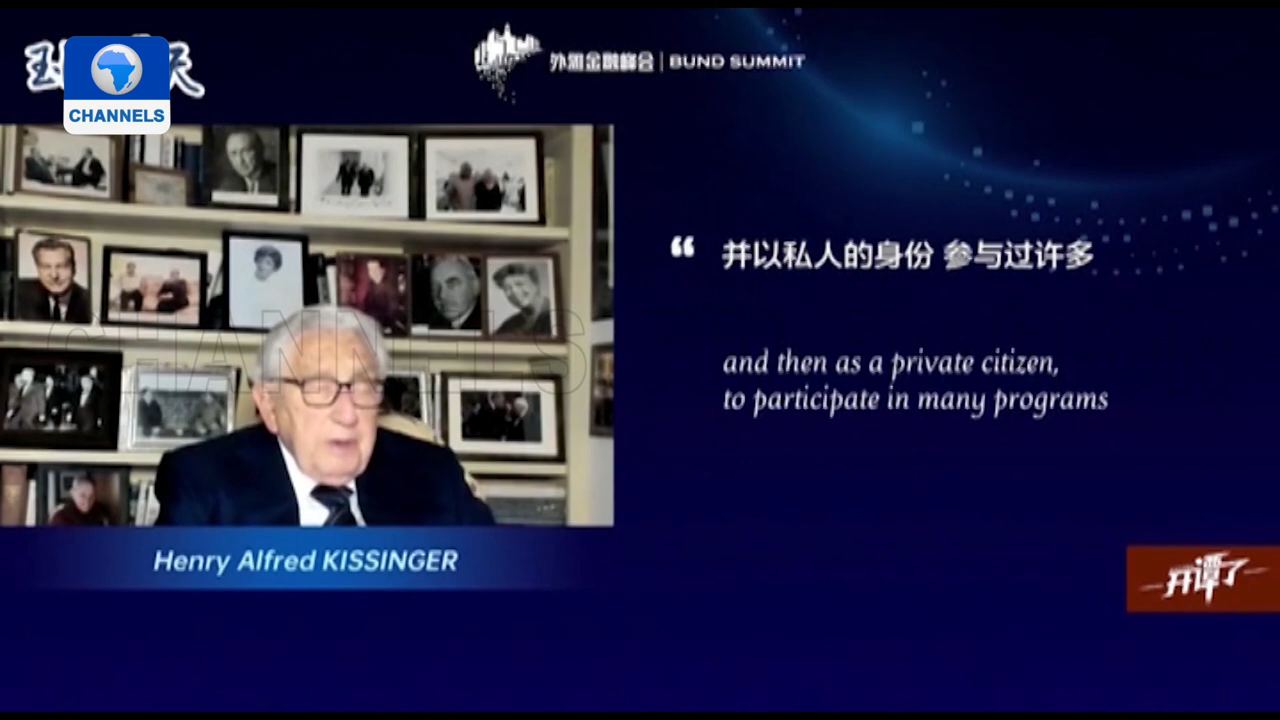 外滩金融峰会 | BUND SUMMIT
CHANNELS
“ 并以私人的身份 参与过许多
and then as a private citizen,
to participate in many programs
CHANNELS
Henry Alfred KISSINGER
开谭了